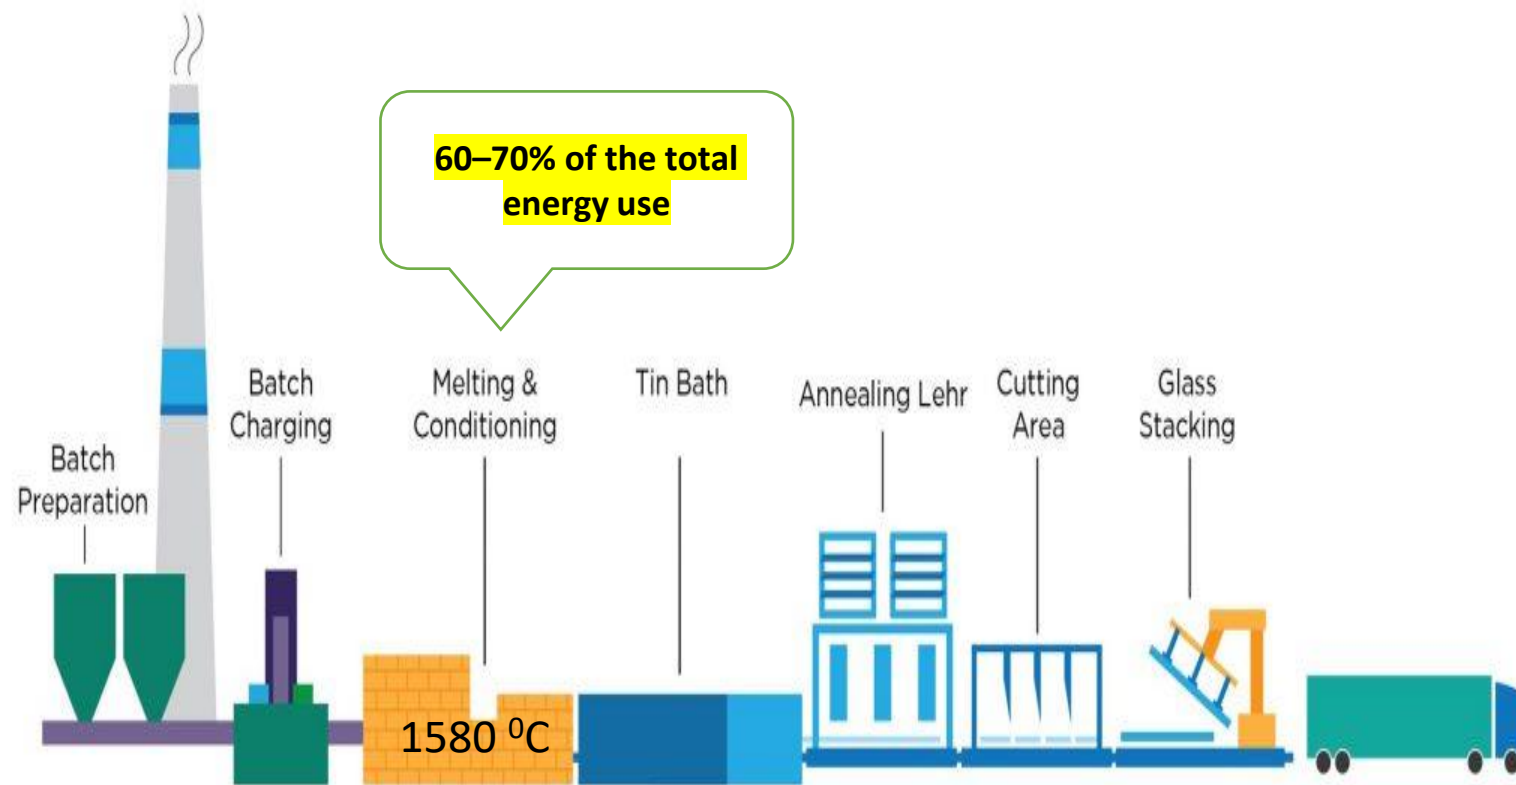 60–70% of the total
energy use
Batch
Preparation
Batch
Charging
Melting &
Conditioning
Tin Bath
Annealing Lehr
Cutting
Area
Glass
Stacking
1580 ⁰C